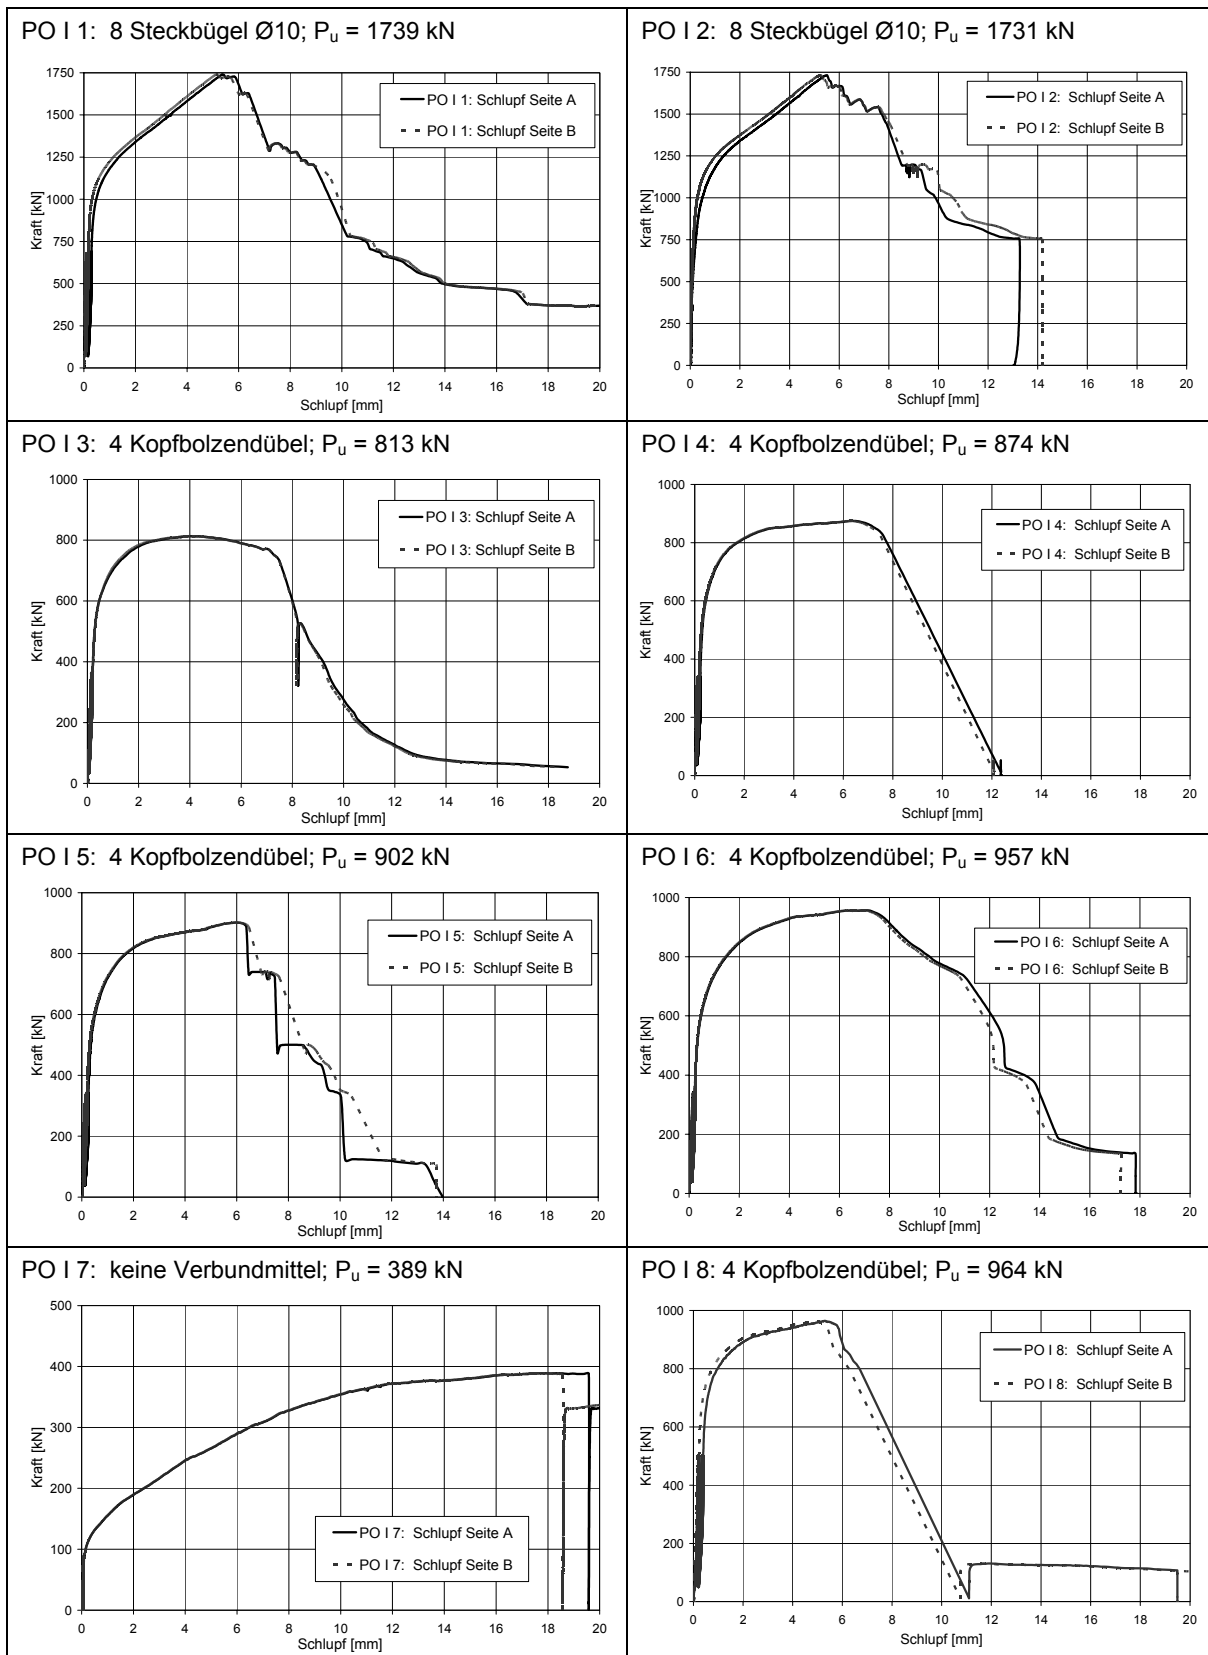 PO I 1: 8 Steckbügel Ø10; Pu = 1739 kN
1750
1500
1250
1000
750
500
250
0
Kraft [kN]
PO I 1: Schlupf Seite A
PO I 1: Schlupf Seite B
0 2 4 6 8 10 12 14 16 18 20
Schlupf [mm]
PO I 2: 8 Steckbügel Ø10; Pu = 1731 kN
1750
1500
1250
1000
750
500
250
0
Kraft [kN]
PO I 2: Schlupf Seite A
PO I 2: Schlupf Seite B
0 2 4 6 8 10 12 14 16 18 20
Schlupf [mm]
PO I 3: 4 Kopfbolzendübel; Pu = 813 kN
1000
800
600
400
200
0
Kraft [kN]
PO I 3: Schlupf Seite A
PO I 3: Schlupf Seite B
0 2 4 6 8 10 12 14 16 18 20
Schlupf [mm]
PO I 4: 4 Kopfbolzendübel; Pu = 874 kN
1000
800
600
400
200
0
Kraft [kN]
PO I 4: Schlupf Seite A
PO I 4: Schlupf Seite B
0 2 4 6 8 10 12 14 16 18 20
Schlupf [mm]
PO I 5: 4 Kopfbolzendübel; Pu = 902 kN
1000
800
600
400
200
0
Kraft [kN]
PO I 5: Schlupf Seite A
PO I 5: Schlupf Seite B
0 2 4 6 8 10 12 14 16 18 20
Schlupf [mm]
PO I 6: 4 Kopfbolzendübel; Pu = 957 kN
1000
800
600
400
200
0
Kraft [kN]
PO I 6: Schlupf Seite A
PO I 6: Schlupf Seite B
0 2 4 6 8 10 12 14 16 18 20
Schlupf [mm]
PO I 7: keine Verbundmittel; Pu = 389 kN
500
400
300
200
100
0
Kraft [kN]
PO I 7: Schlupf Seite A
PO I 7: Schlupf Seite B
0 2 4 6 8 10 12 14 16 18 20
Schlupf [mm]
PO I 8: 4 Kopfbolzendübel; Pu = 964 kN
1000
800
600
400
200
0
Kraft [kN]
PO I 8: Schlupf Seite A
PO I 8: Schlupf Seite B
0 2 4 6 8 10 12 14 16 18 20
Schlupf [mm]